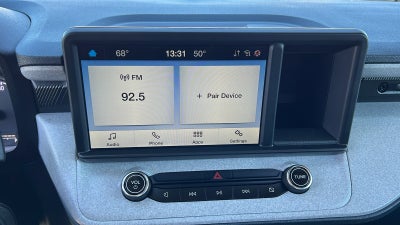 68° 13:31 50°
FM
92.5
+ Pair Device
Audio Phone Apps Settings
VOL
TUNE